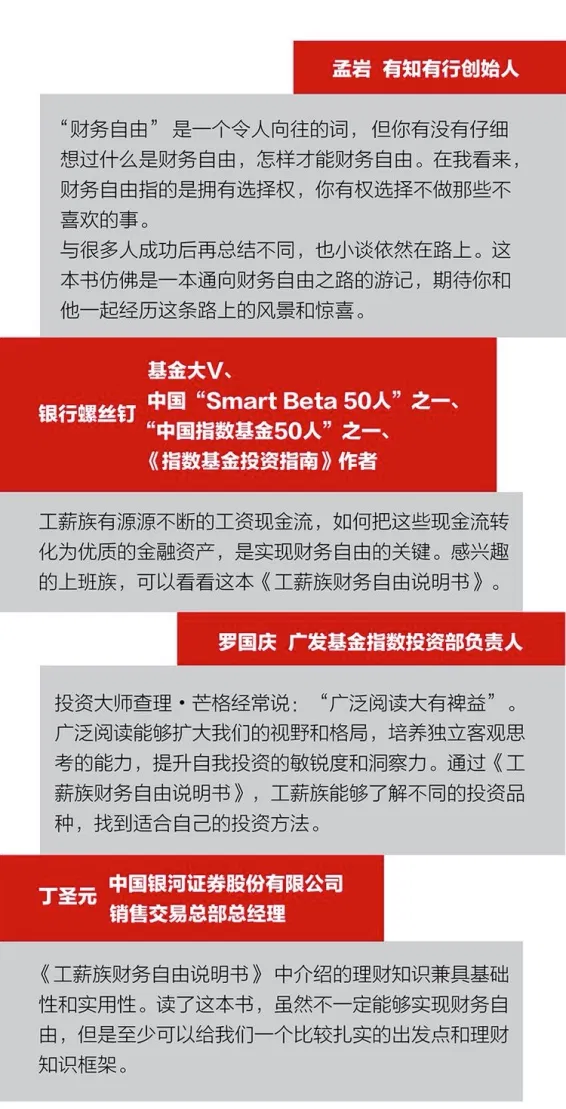 孟岩 有知有行创始人
“财务自由” 是一个令人向往的词，但你有没有仔细
想过什么是财务自由，怎样才能财务自由。在我看来，
财务自由指的是拥有选择权，你有权选择不做那些不
喜欢的事。
与很多人成功后再总结不同，也小谈依然在路上。这
本书仿佛是一本通向财务自由之路的游记，期待你和
他一起经历这条路上的风景和惊喜。
基金大V、
银行螺丝钉 中国“Smart Beta 50人”之一、
“中国指数基金50人”之一、
《指数基金投资指南》作者
工薪族有源源不断的工资现金流，如何把这些现金流转
化为优质的金融资产，是实现财务自由的关键。感兴趣
的上班族，可以看看这本《工薪族财务自由说明书》。
罗国庆 广发基金指数投资部负责人
投资大师查理·芒格经常说：“广泛阅读大有裨益”。
广泛阅读能够扩大我们的视野和格局，培养独立客观思
考的能力，提升自我投资的敏锐度和洞察力。通过《工
薪族财务自由说明书》，工薪族能够了解不同的投资品
种，找到适合自己的投资方法。
丁圣元 中国银河证券股份有限公司
销售交易总部总经理
《工薪族财务自由说明书》 中介绍的理财知识兼具基础
性和实用性。读了这本书，虽然不一定能够实现财务自
由，但是至少可以给我们一个比较扎实的出发点和理财
知识框架。